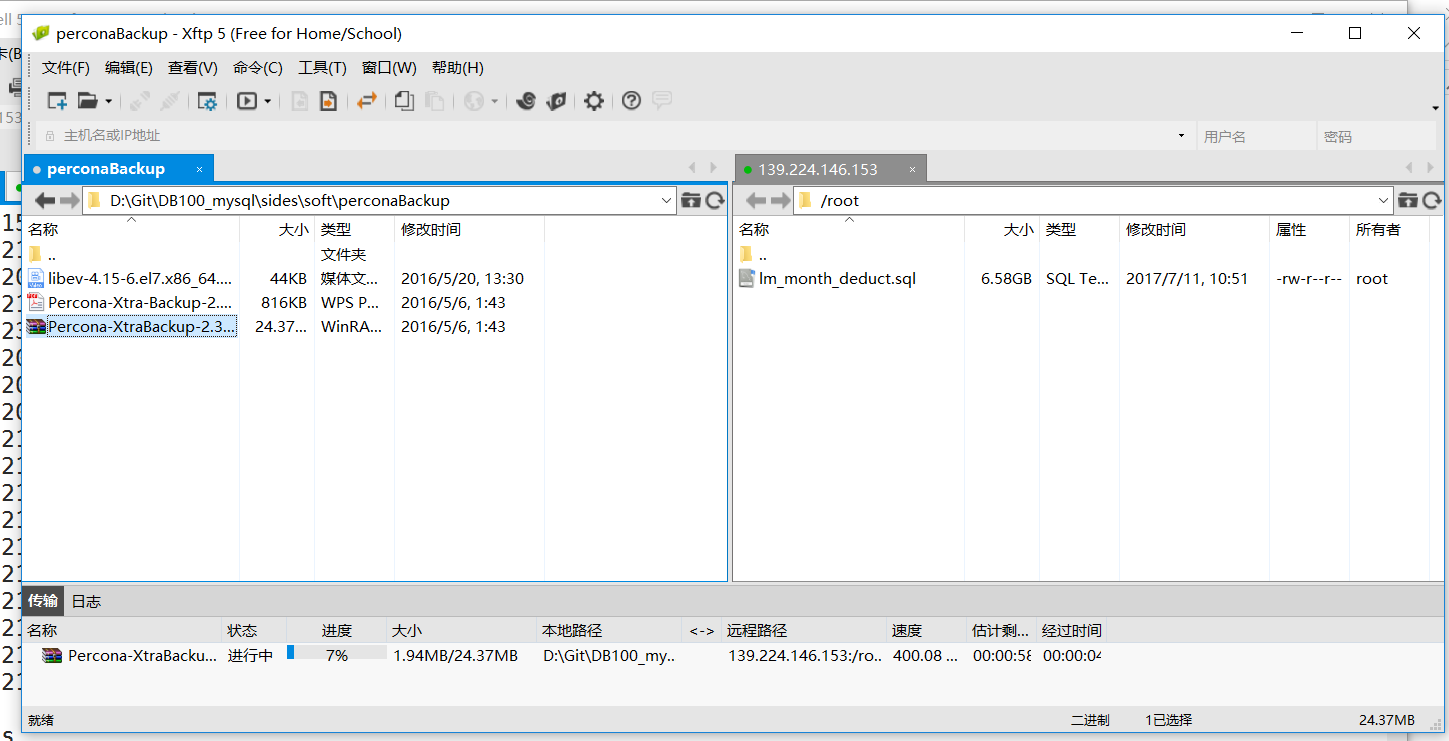 perconaBackup - Xftp 5 (Free for Home/School)
文件(F) 编辑(E) 查看(V) 命令(C) 工具(T) 窗口(W) 帮助(H)
主机名或IP地址 用户名 密码
perconaBackup × 139.224.146.153 ×
D:\Git\DB100_mysql\sides\soft\perconaBackup /root
名称 大小 类型 修改时间 名称 大小 类型 修改时间 属性 所有者
.. 文件夹 ..
libev-4.15-6.el7.x86_64.... 44KB 媒体文... 2016/5/20, 13:30 lm_month_deduct.sql 6.58GB SQL Te... 2017/7/11, 10:51 -rw-r--r-- root
Percona-Xtra-Backup-2.... 816KB WPS P... 2016/5/6, 1:43
Percona-XtraBackup-2.3... 24.37... WinRA... 2016/5/6, 1:43
传输 日志
名称 状态 进度 大小 本地路径 <-> 远程路径 速度 估计剩... 经过时间
Percona-XtraBacku... 进行中 7% 1.94MB/24.37MB D:\Git\DB100_my.. 139.224.146.153:/ro.. 400.08 ... 00:00:58 00:00:04
就绪 二进制 1已选择 24.37MB